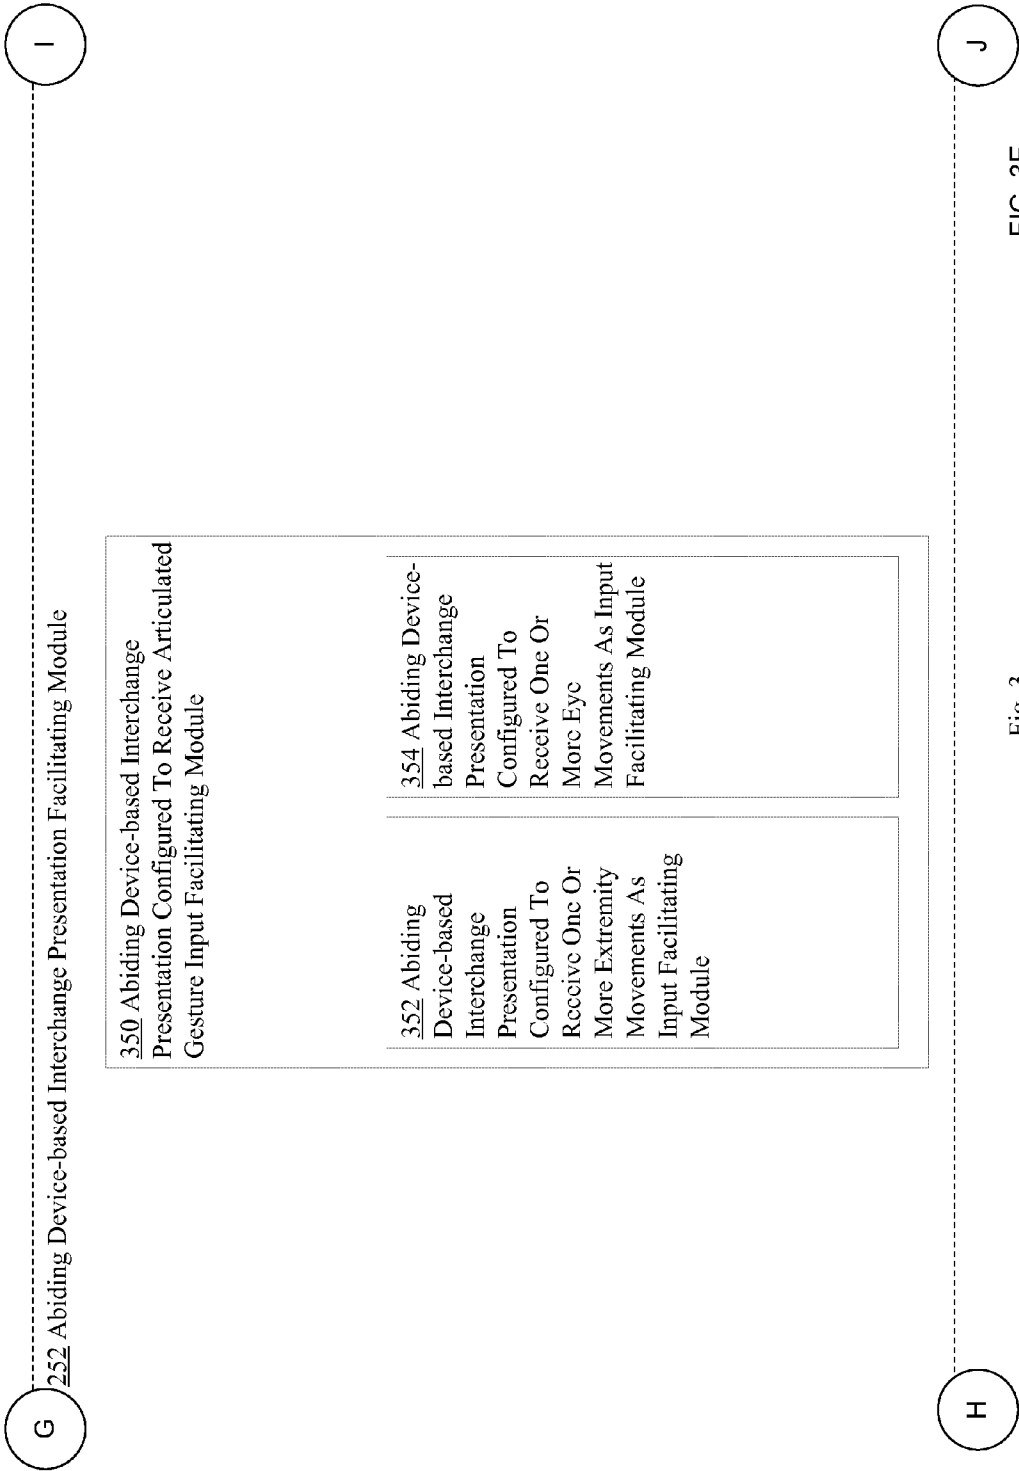 G
I
252 Abiding Device-based Interchange Presentation Facilitating Module
350 Abiding Device-based Interchange
Presentation Configured To Receive Articulated
Gesture Input Facilitating Module
352 Abiding
Device-based
Interchange
Presentation
Configured To
Receive One Or
More Extremity
Movements As
Input Facilitating
Module
354 Abiding Device-
based Interchange
Presentation
Configured To
Receive One Or
More Eye
Movements As Input
Facilitating Module
H
J
Fig. 3
FIG.